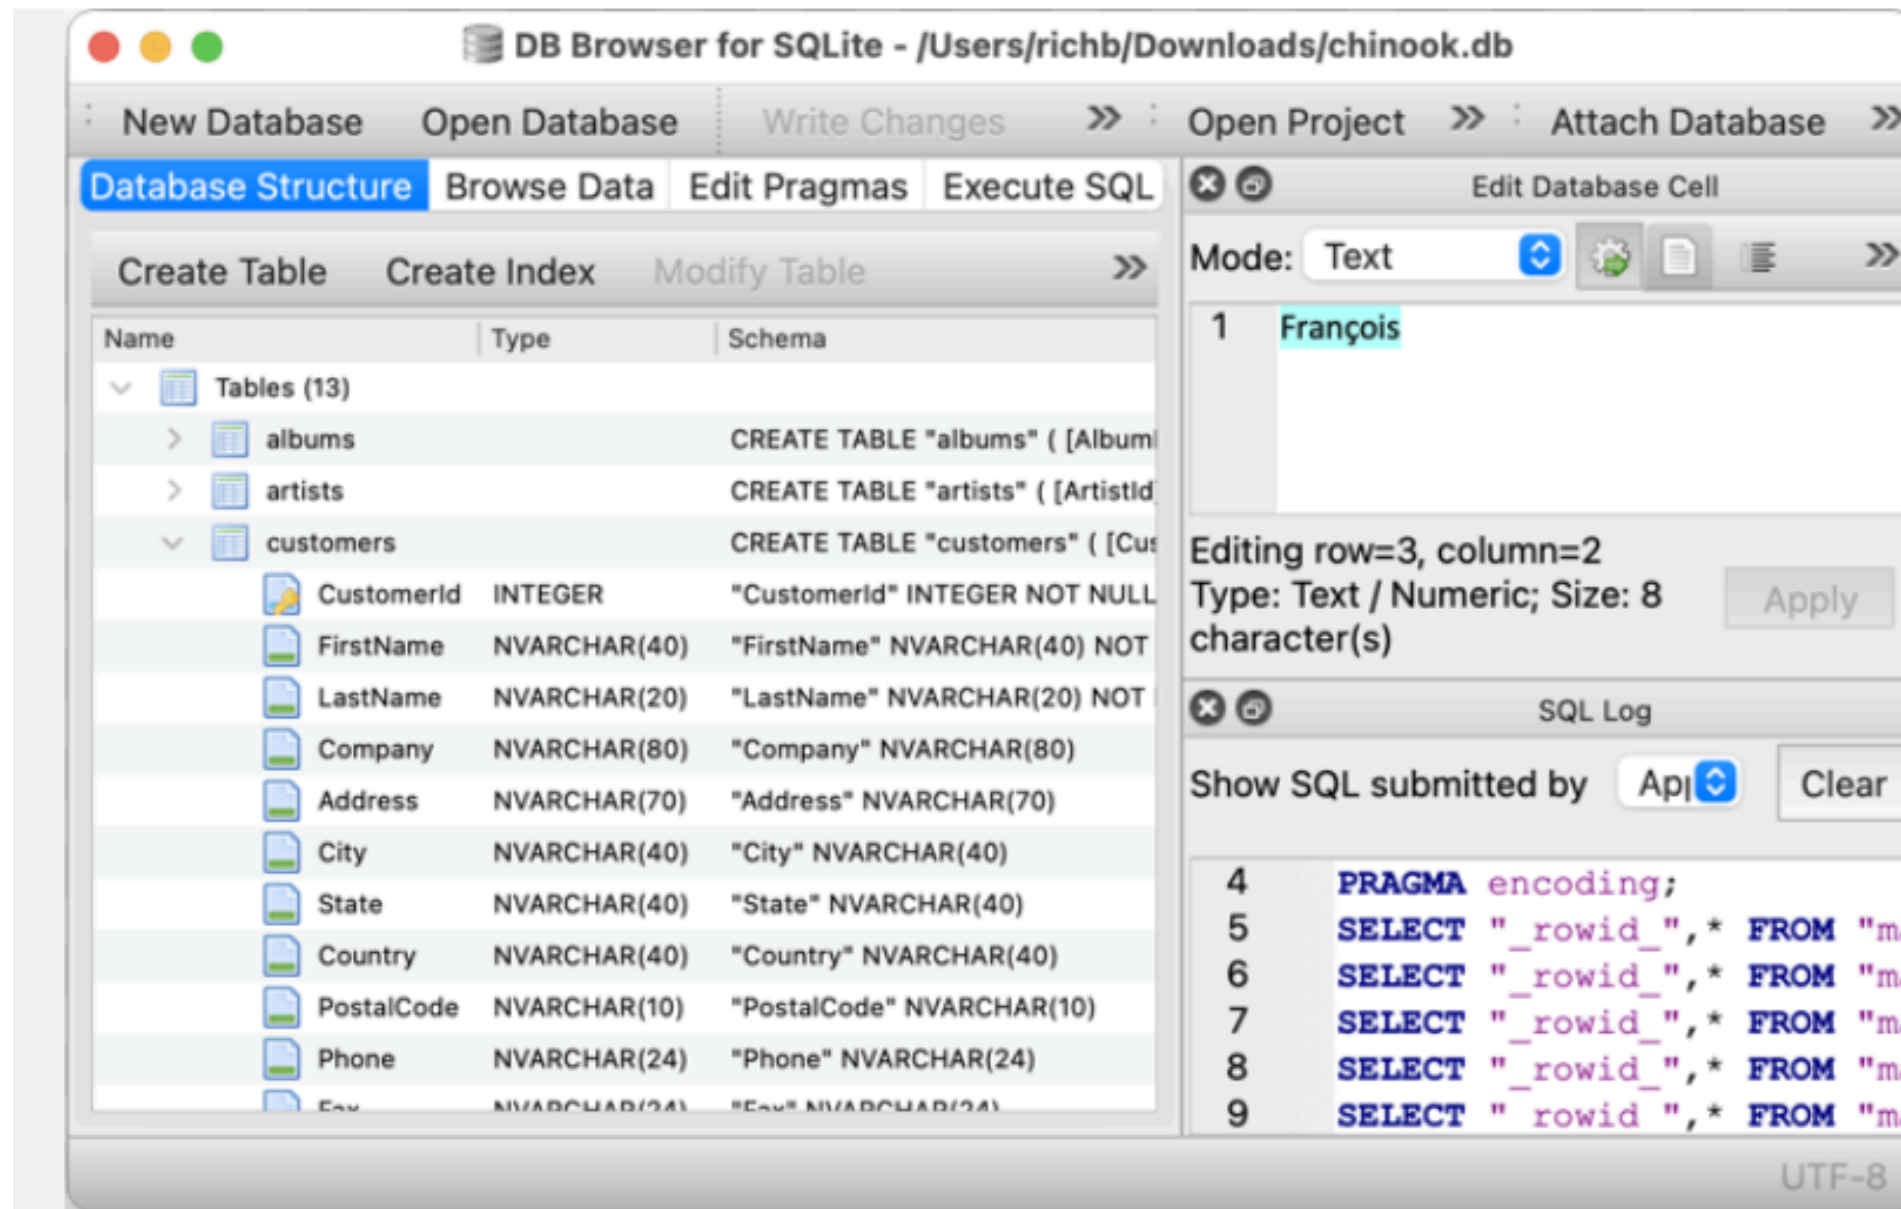 DB Browser for SQLite - /Users/richb/Downloads/chinook.db
New Database Open Database Write Changes » Open Project » Attach Database »
Database Structure Browse Data Edit Pragmas Execute SQL
Create Table Create Index Modify Table »
Name Type Schema
Tables (13)
albums CREATE TABLE "albums" ( [Album
artists CREATE TABLE "artists" ( [ArtistId]
customers CREATE TABLE "customers" ( [Cus
CustomerId INTEGER "CustomerId" INTEGER NOT NULL
FirstName NVARCHAR(40) "FirstName" NVARCHAR(40) NOT
LastName NVARCHAR(20) "LastName" NVARCHAR(20) NOT
Company NVARCHAR(80) "Company" NVARCHAR(80)
Address NVARCHAR(70) "Address" NVARCHAR(70)
City NVARCHAR(40) "City" NVARCHAR(40)
State NVARCHAR(40) "State" NVARCHAR(40)
Country NVARCHAR(40) "Country" NVARCHAR(40)
PostalCode NVARCHAR(10) "PostalCode" NVARCHAR(10)
Phone NVARCHAR(24) "Phone" NVARCHAR(24)
Fax NVARCHAR(24) "Fax" NVARCHAR(24)
Edit Database Cell
Mode: Text »
1 François
Editing row=3, column=2
Type: Text / Numeric; Size: 8
character(s)
Apply
SQL Log
Show SQL submitted by App Clear
4 PRAGMA encoding;
5 SELECT "_rowid_",* FROM "m
6 SELECT "_rowid_",* FROM "m
7 SELECT "_rowid_",* FROM "m
8 SELECT "_rowid_",* FROM "m
9 SELECT "_rowid_",* FROM "m
UTF-8